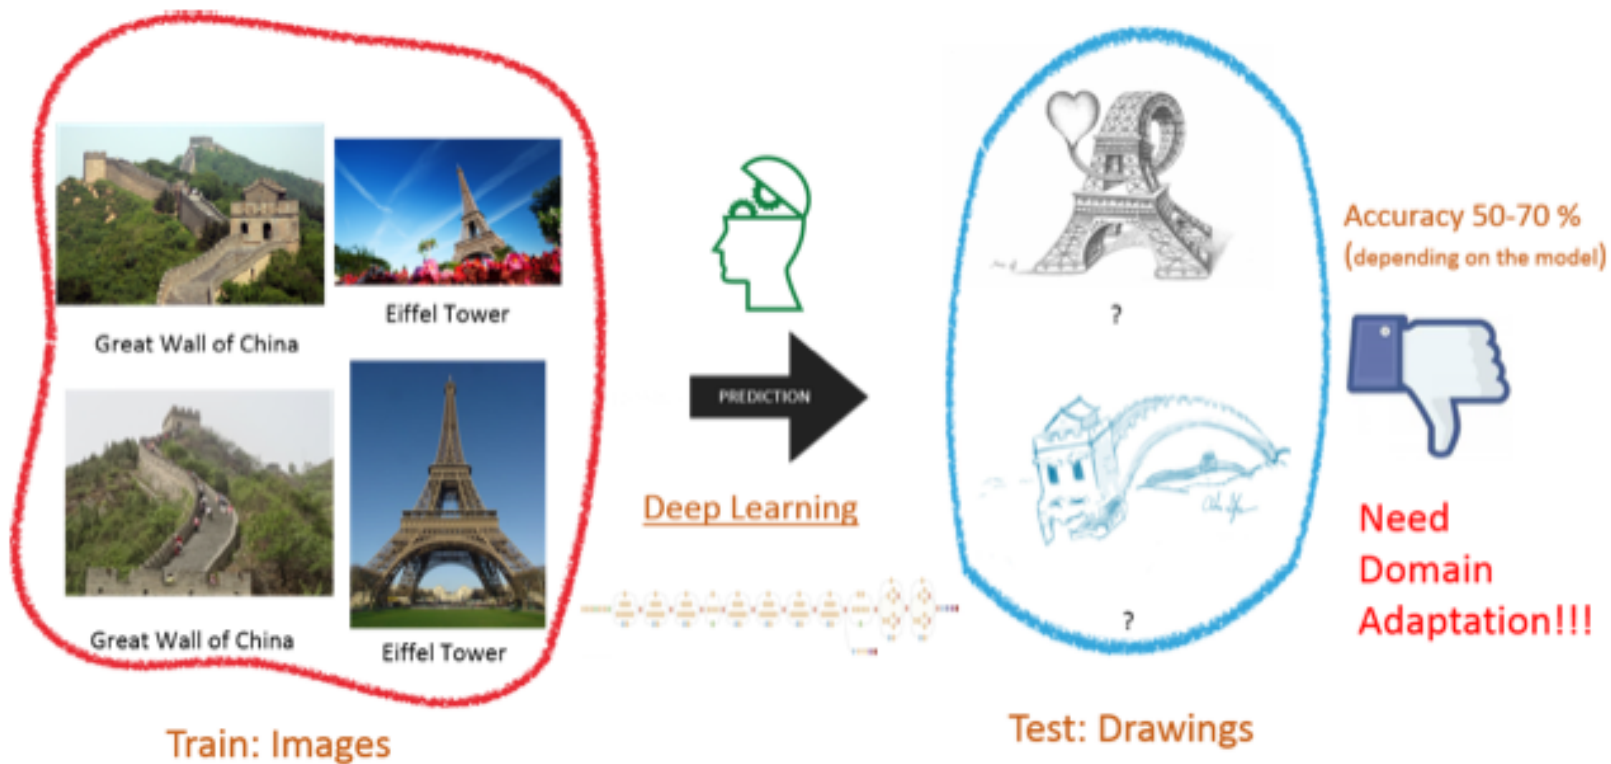 Great Wall of China
Eiffel Tower
Great Wall of China
Eiffel Tower
Train: Images
PREDICTION
Deep Learning
?
?
Test: Drawings
Accuracy 50-70 %
(depending on the model)
Need
Domain
Adaptation!!!